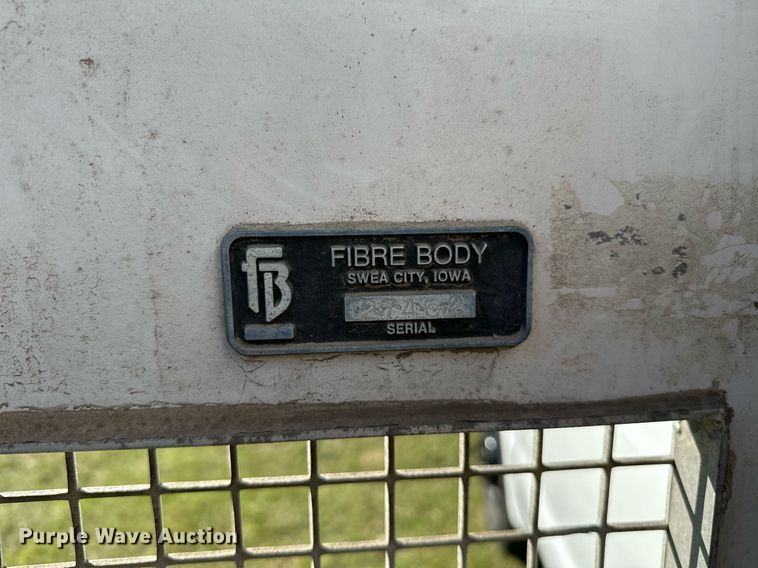 FB
FIBRE BODY
SWEA CITY, IOWA
SERIAL
Purple Wave Auction